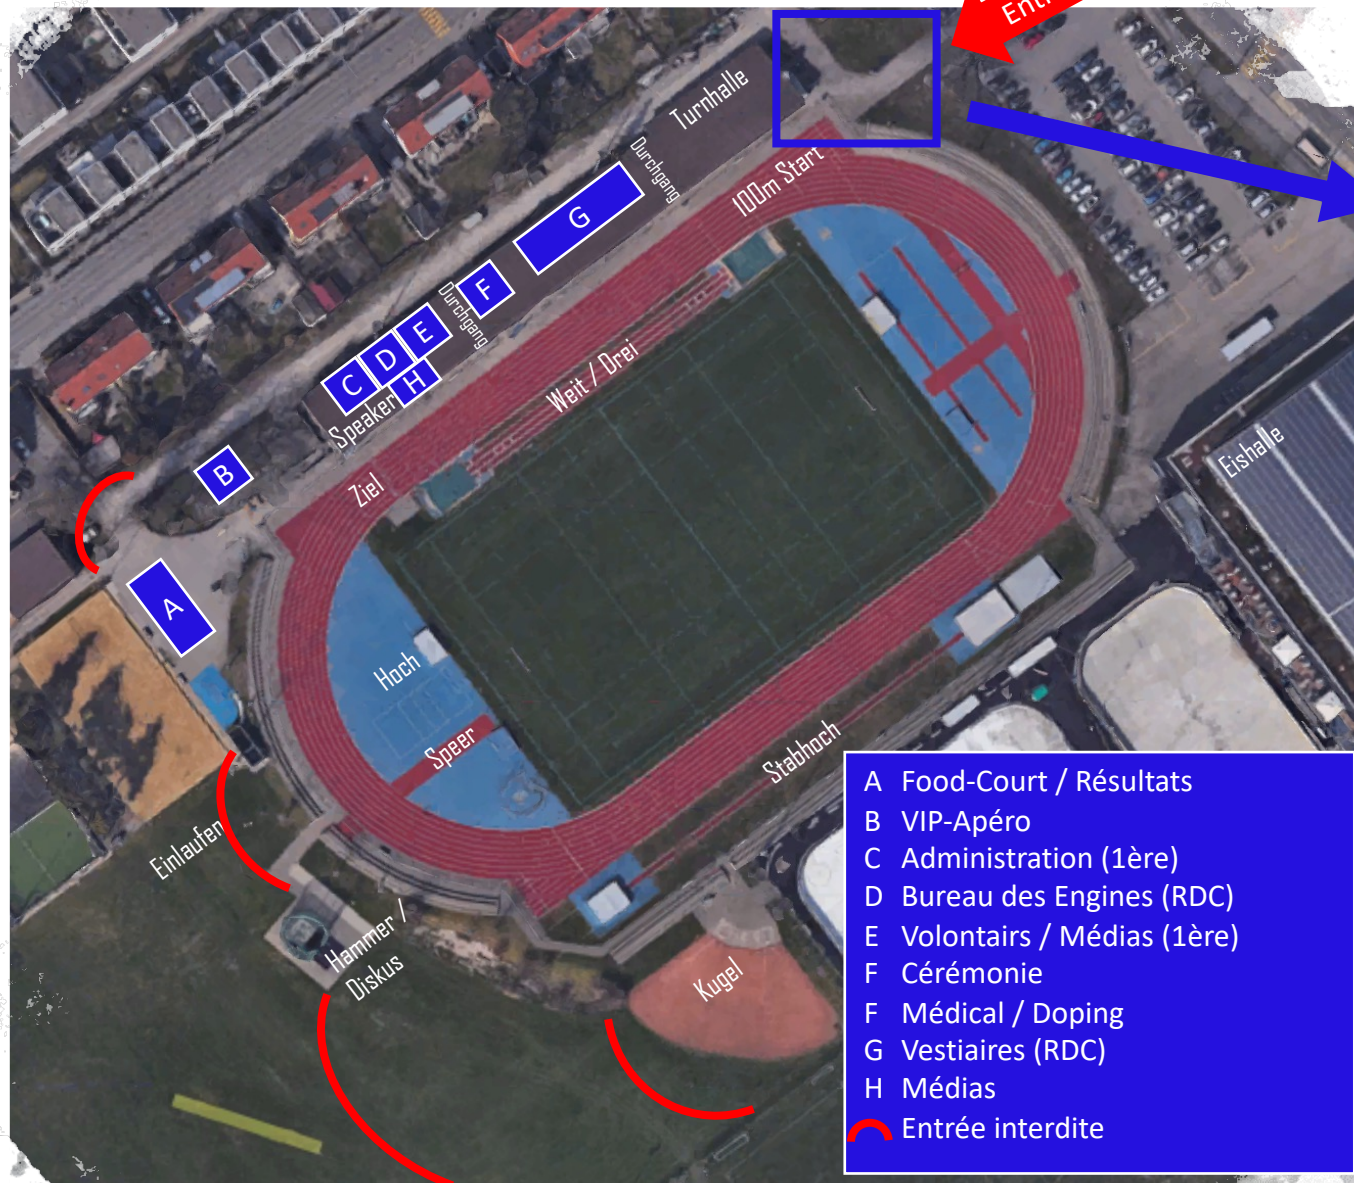 Turnhalle
Durchgang
100m Start
G
F
Durchgang
E
D
C
H
Speaker
Weit / Drei
Ziel
B
A
Eishalle
Hoch
Speer
Stabhoch
Einlaufen
Hammer /
Diskus
Kugel
A Food-Court / Résultats
B VIP-Apéro
C Administration (1ère)
D Bureau des Engines (RDC)
E Volontairs / Médias (1ère)
F Cérémonie
F Médical / Doping
G Vestiaires (RDC)
H Médias
Entrée interdite